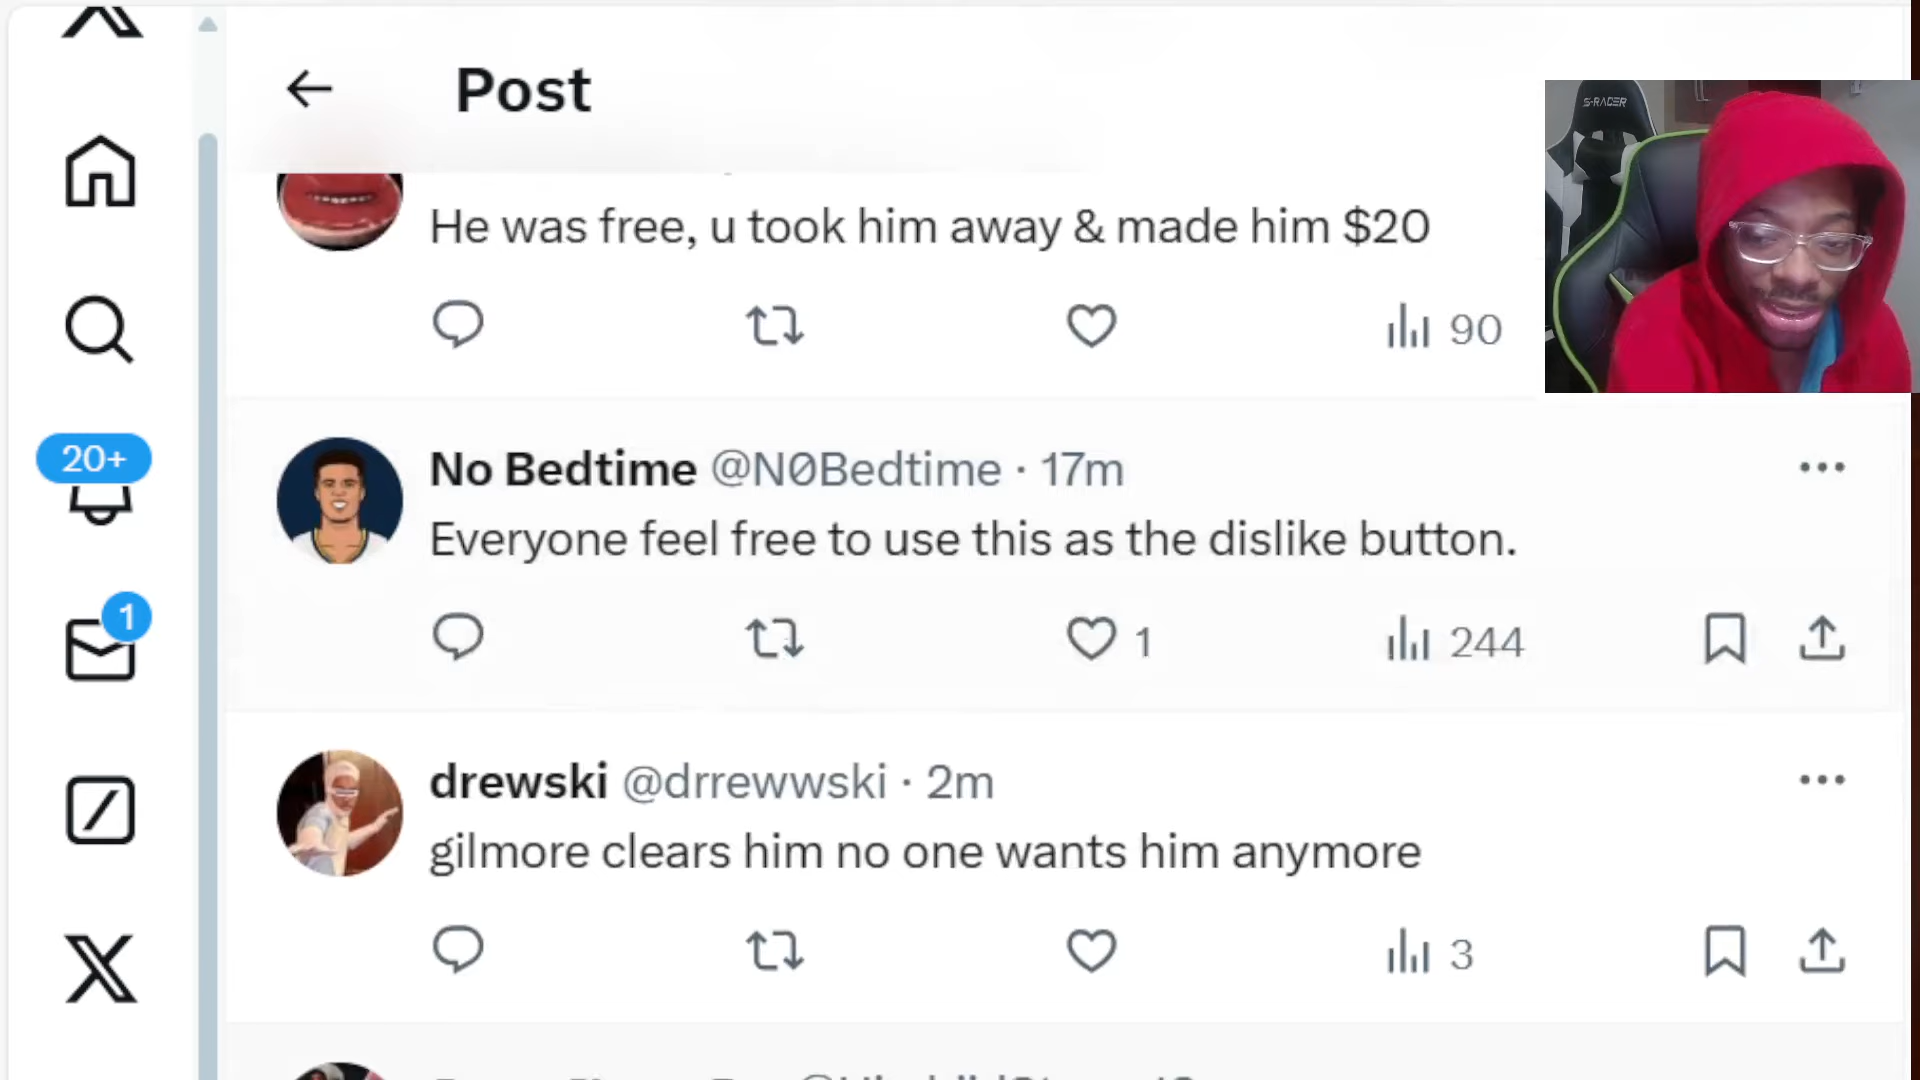 Post
S-RACER
He was free, u took him away & made him $20
90
20+
No Bedtime @N0Bedtime · 17m
Everyone feel free to use this as the dislike button.
1
1
244
drewski @drrewwski · 2m
gilmore clears him no one wants him anymore
3